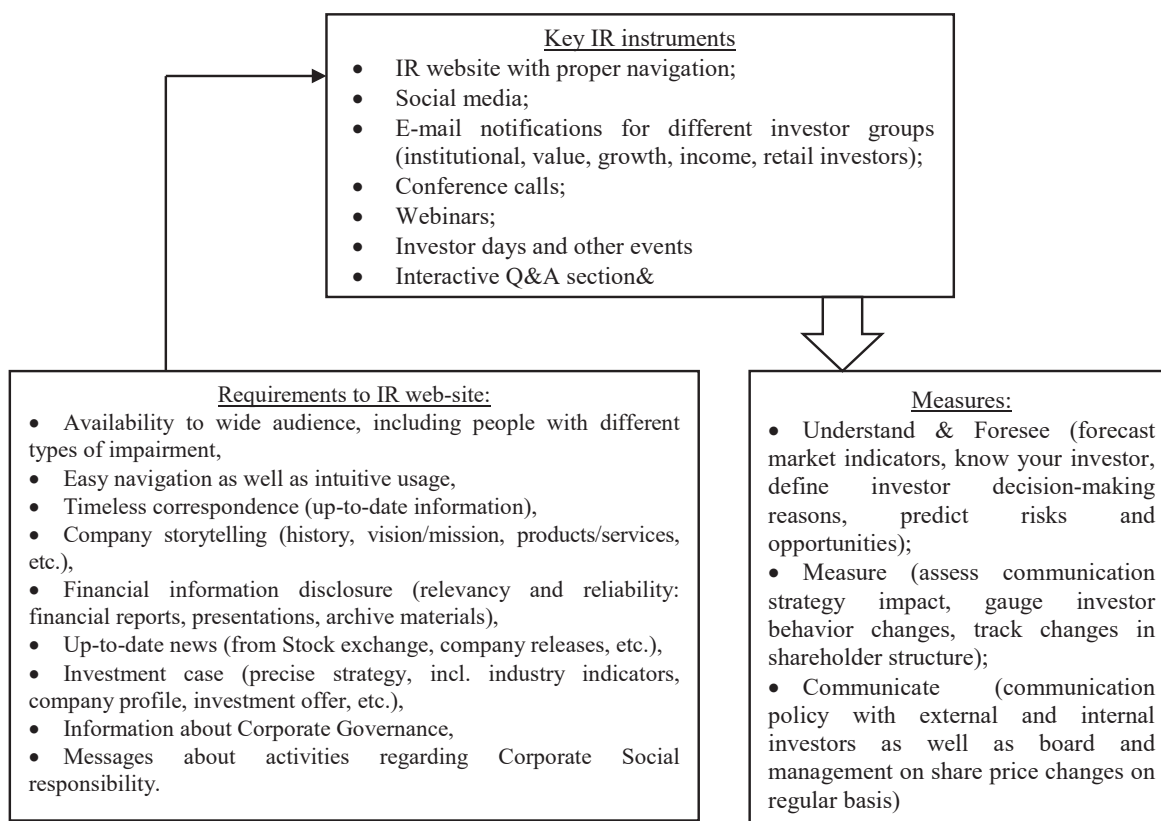 Key IR instruments
• IR website with proper navigation;
• Social media;
• E-mail notifications for different investor groups
(institutional, value, growth, income, retail investors);
• Conference calls;
• Webinars;
• Investor days and other events
• Interactive Q&A section&
Requirements to IR web-site:
• Availability to wide audience, including people with different
types of impairment,
• Easy navigation as well as intuitive usage,
• Timeless correspondence (up-to-date information),
• Company storytelling (history, vision/mission, products/services,
etc.),
• Financial information disclosure (relevancy and reliability:
financial reports, presentations, archive materials),
• Up-to-date news (from Stock exchange, company releases, etc.),
• Investment case (precise strategy, incl. industry indicators,
company profile, investment offer, etc.),
• Information about Corporate Governance,
• Messages about activities regarding Corporate Social
responsibility.
Measures:
• Understand & Foresee (forecast
market indicators, know your investor,
define investor decision-making
reasons, predict risks and
opportunities);
• Measure (assess communication
strategy impact, gauge investor
behavior changes, track changes in
shareholder structure);
• Communicate (communication
policy with external and internal
investors as well as board and
management on share price changes on
regular basis)